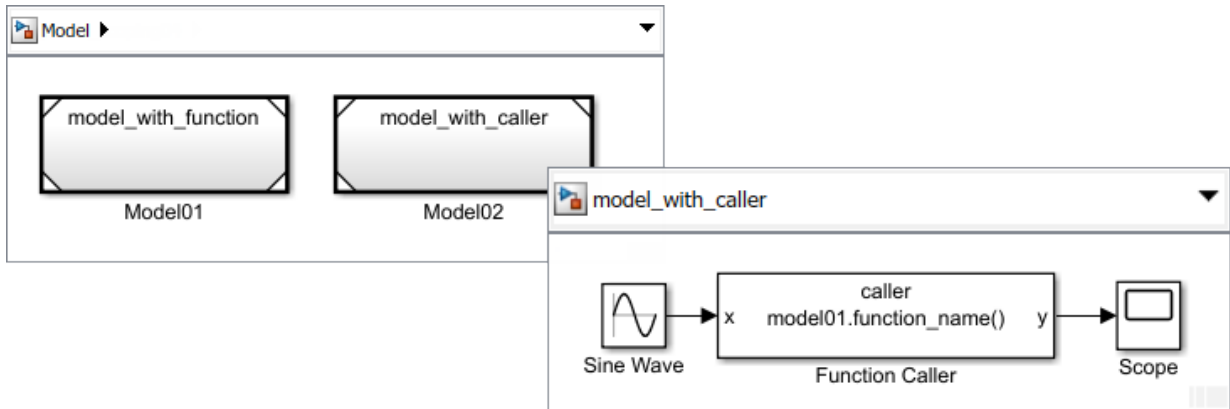 Model
model_with_function
model_with_caller
Model01
Model02
model_with_caller
caller
x
model01.function_name()
y
Sine Wave
Function Caller
Scope